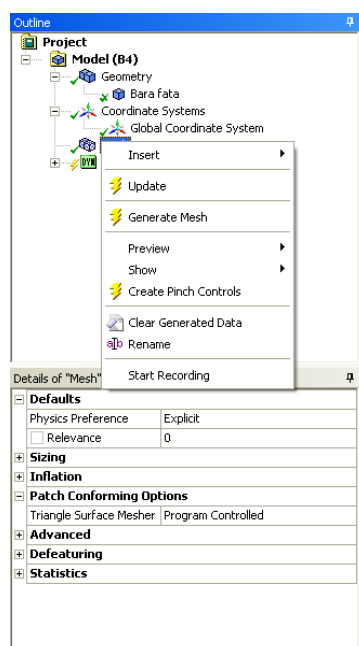 Outline
Project
Model (B4)
Geometry
Bara fata
Coordinate Systems
Global Coordinate System
DYN
Insert
Update
Generate Mesh
Preview
Show
Create Pinch Controls
Clear Generated Data
a b Rename
Start Recording
Details of "Mesh"
Defaults
Physics Preference Explicit
Relevance 0
Sizing
Inflation
Patch Conforming Options
Triangle Surface Mesher Program Controlled
Advanced
Defeaturing
Statistics